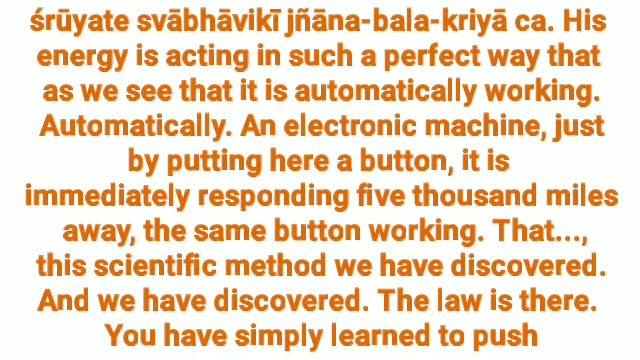 śrūyate svābhāvikī jñāna-bala-kriyā ca. His
energy is acting in such a perfect way that
as we see that it is automatically working.
Automatically. An electronic machine, just
by putting here a button, it is
immediately responding five thousand miles
away, the same button working. That...,
this scientific method we have discovered.
And we have discovered. The law is there.
You have simply learned to push